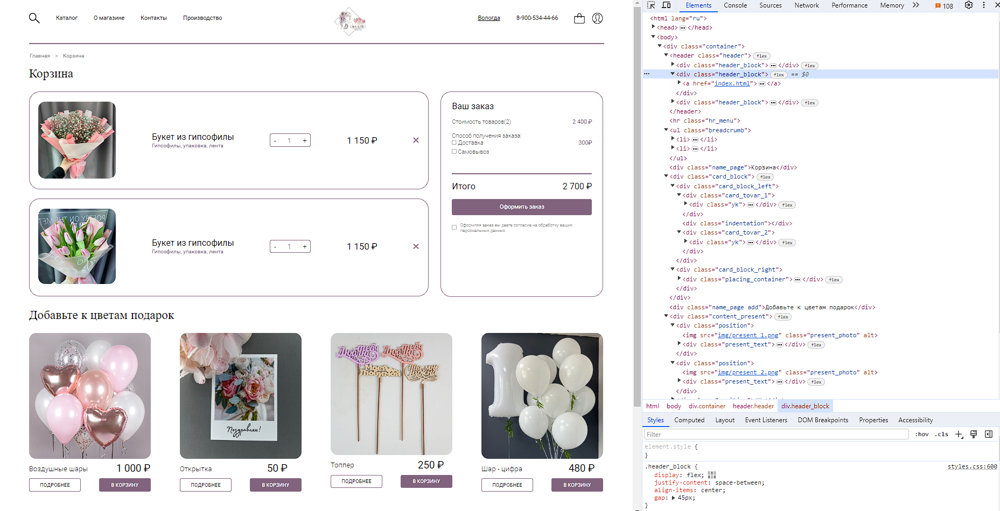 Каталог О магазине Контакты Производство Вологда 8-900-534-44-66
Главная > Корзина
Корзина
Букет из гипсофилы
Гипсофилы, упаковка, лента
- 1 +
1 150 ₽
Букет из гипсофилы
Гипсофилы, упаковка, лента
- 1 +
1 150 ₽
Ваш заказ
Стоимость товаров(2) 2 400 ₽
Способ получения заказа:
Доставка 300₽
Самовывоз
Итого 2 700 ₽
Оформить заказ
Оформляя заказ вы даете согласие на обработку ваших
персональных данных
Добавьте к цветам подарок
Поздравляю!
Воздушные шары 1 000 ₽
ПОДРОБНЕЕ В КОРЗИНУ
Открытка 50 ₽
ПОДРОБНЕЕ В КОРЗИНУ
Топпер 250 ₽
ПОДРОБНЕЕ В КОРЗИНУ
Шар - цифра 480 ₽
ПОДРОБНЕЕ В КОРЗИНУ
Elements Console Sources Network Performance Memory 108
<html lang="ru">
<head> </head>
<body>
<div class="container">
<header class="header"> flex
<div class="header_block"> </div> flex
<div class="header_block"> flex == $0
<a href="index.html"> </a>
</div>
<div class="header_block"> </div> flex
</header>
<hr class="hr_menu">
<ul class="breadcrumb">
<li> </li>
<li> </li>
</ul>
<div class="name_page">Корзина</div>
<div class="card_block"> flex
<div class="card_block_left">
<div class="card_tovar_1">
<div class="yk"> </div> flex
</div>
<div class="indentation"></div>
<div class="card_tovar_2">
<div class="yk"> </div> flex
</div>
</div>
<div class="card_block_right">
<div class="placing_container"> </div> flex
</div>
</div>
<div class="name_page add">Добавьте к цветам подарок</div>
<div class="content_present"> flex
<div class="position">
<img src="img/present_1.png" class="present_photo" alt>
<div class="present_text"> </div> flex
</div>
<div class="position">
<img src="img/present_2.png" class="present_photo" alt>
<div class="present_text"> </div> flex
</div>
html body div.container header.header div.header_block
Styles Computed Layout Event Listeners DOM Breakpoints Properties Accessibility
Filter :hov .cls
element.style {
}
.header_block { styles.css:600
display: flex;
justify-content: space-between;
align-items: center;
gap: 45px;
}